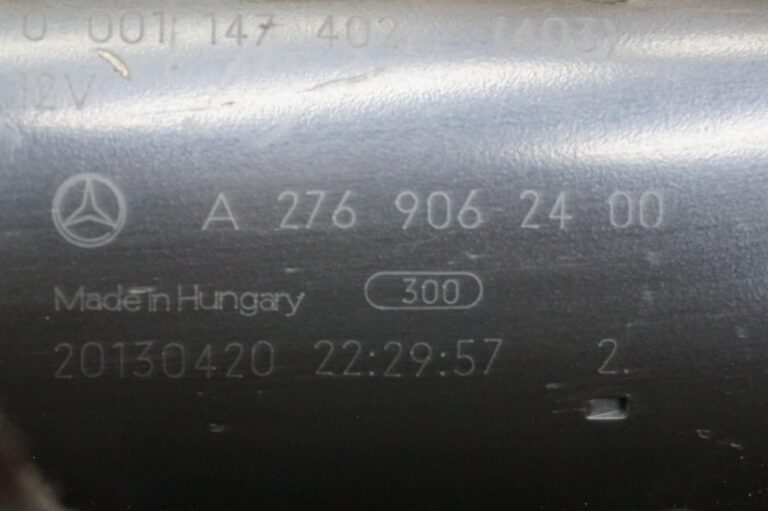 0 001 147 402 (403)
12V
A 276 906 24 00
Made in Hungary 300
20130420 22:29:57 2.